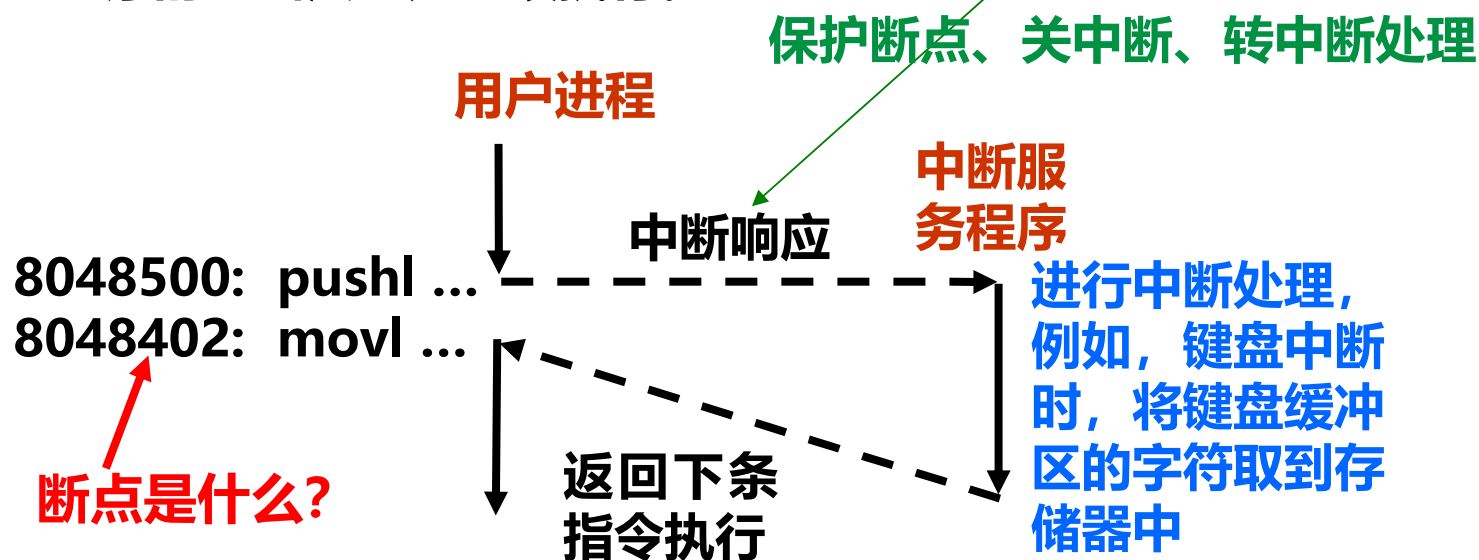 保护断点、关中断、转中断处理
用户进程
中断服
务程序
中断响应
8048500: pushl …
8048402: movl …
进行中断处理，
例如，键盘中断
时，将键盘缓冲
区的字符取到存
储器中
断点是什么？
返回下条
指令执行